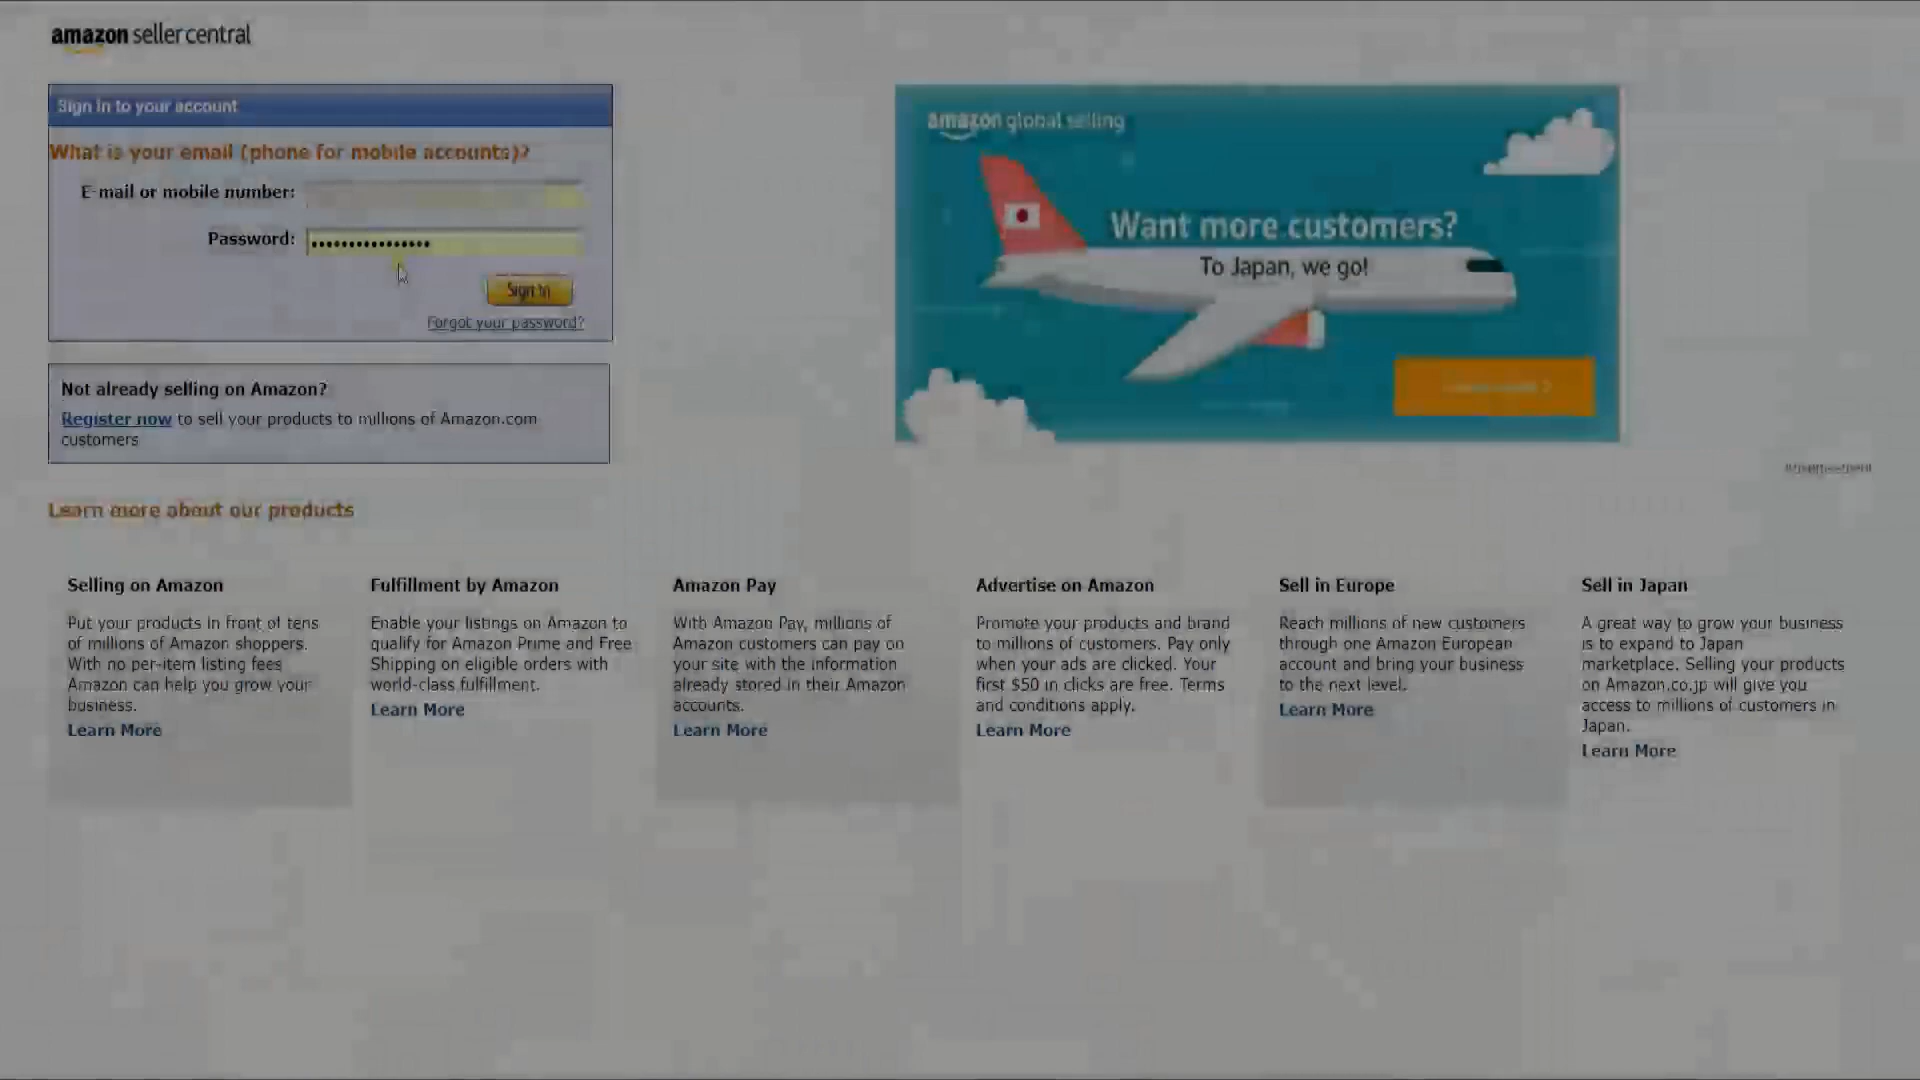 amazon seller central
Sign in to your account
What is your email (phone for mobile accounts)?
E-mail or mobile number:
Password:
Sign in
Forgot your password?
Not already selling on Amazon?
Register now to sell your products to millions of Amazon.com
customers
amazon global selling
Want more customers?
To Japan, we go!
Advertisement
Learn more about our products
Selling on Amazon
Put your products in front of tens
of millions of Amazon shoppers.
With no per-item listing fees
Amazon can help you grow your
business.
Learn More
Fulfillment by Amazon
Enable your listings on Amazon to
qualify for Amazon Prime and Free
Shipping on eligible orders with
world-class fulfillment.
Learn More
Amazon Pay
With Amazon Pay, millions of
Amazon customers can pay on
your site with the information
already stored in their Amazon
accounts.
Learn More
Advertise on Amazon
Promote your products and brand
to millions of customers. Pay only
when your ads are clicked. Your
first $50 in clicks are free. Terms
and conditions apply.
Learn More
Sell in Europe
Reach millions of new customers
through one Amazon European
account and bring your business
to the next level.
Learn More
Sell in Japan
A great way to grow your business
is to expand to Japan
marketplace. Selling your products
on Amazon.co.jp will give you
access to millions of customers in
Japan.
Learn More